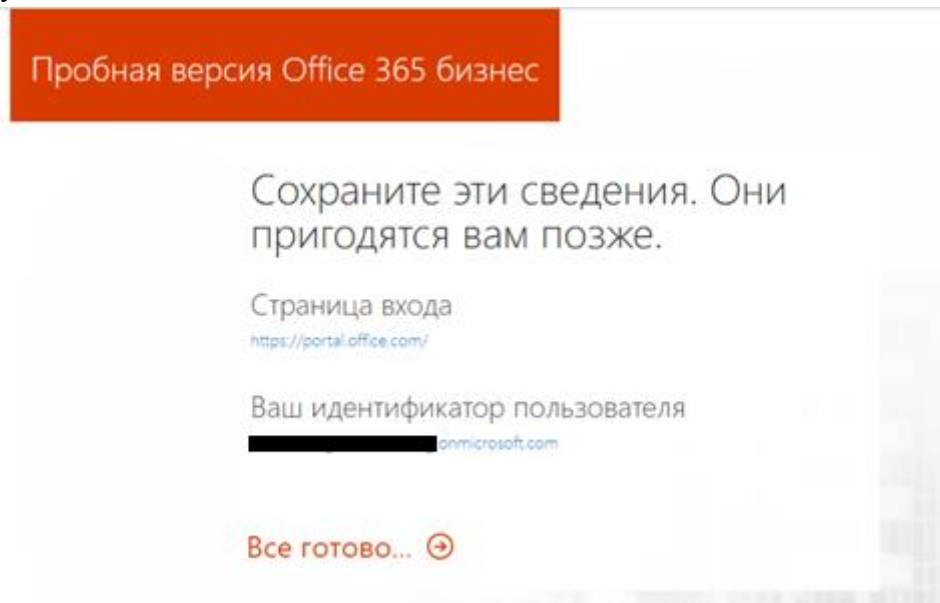 Пробная версия Office 365 бизнес
Сохраните эти сведения. Они
пригодятся вам позже.
Страница входа
https://portal.office.com/
Ваш идентификатор пользователя
onmicrosoft.com
Все готово...